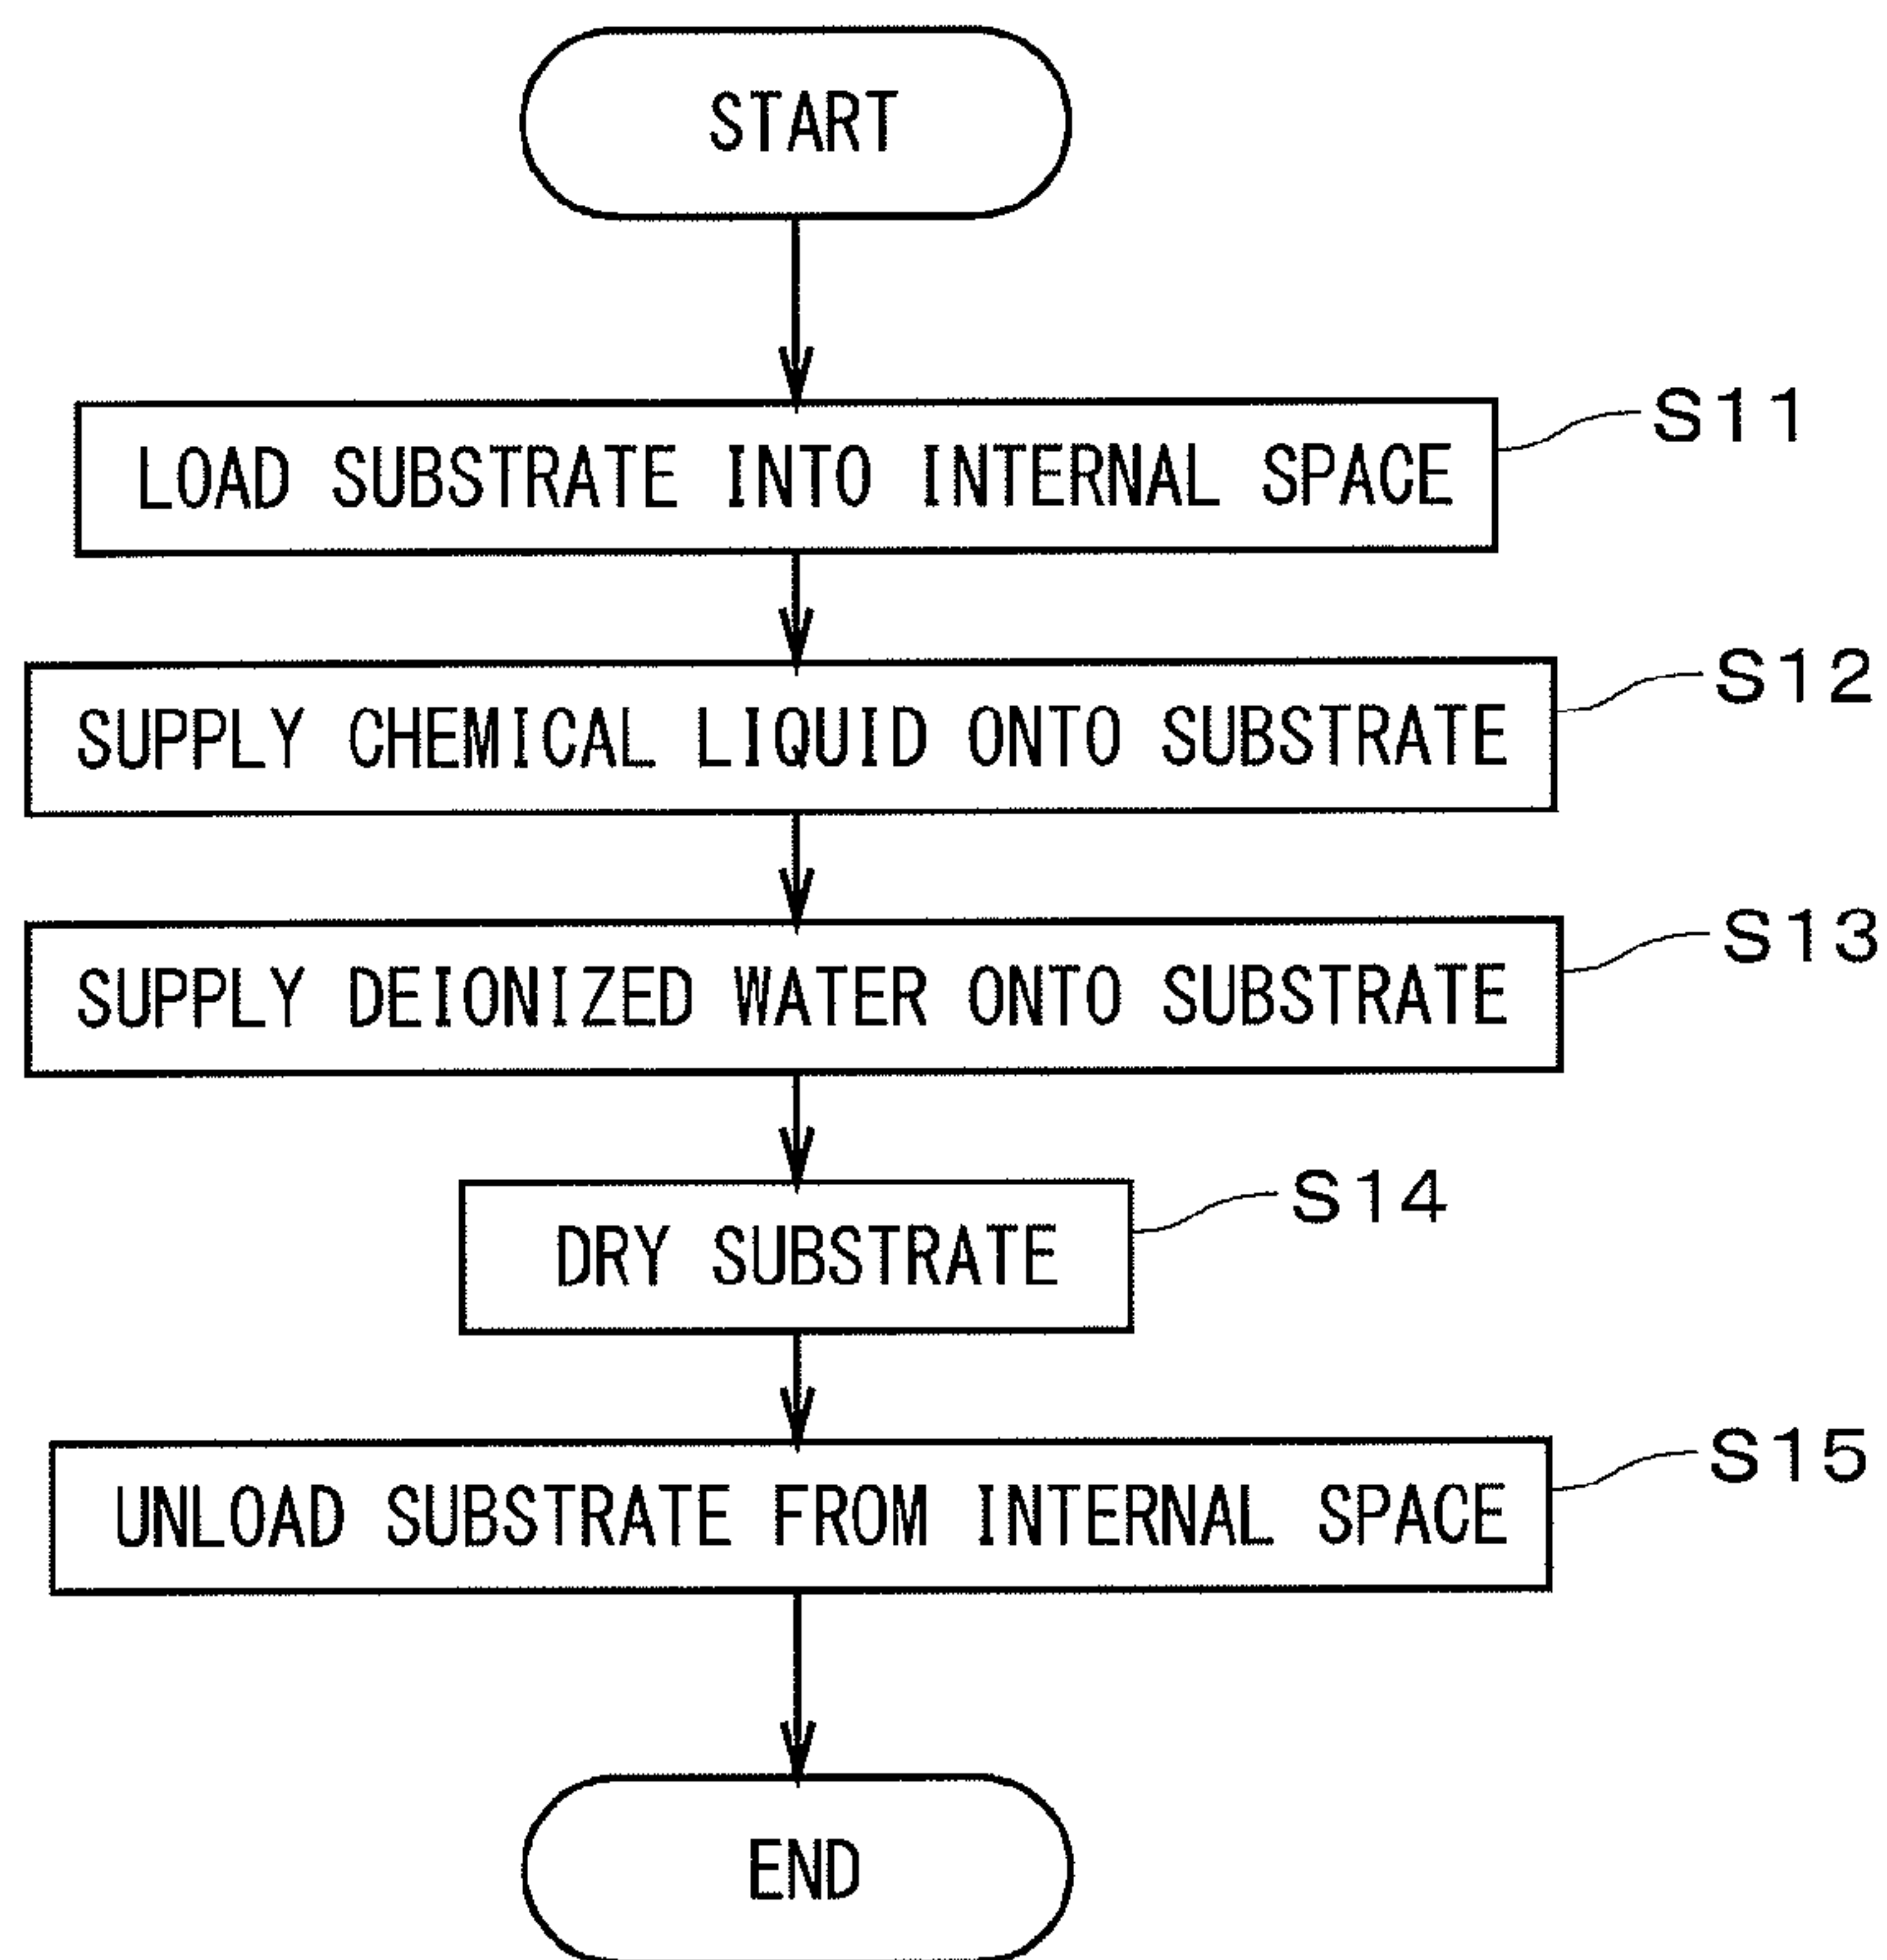 START
LOAD SUBSTRATE INTO INTERNAL SPACE
S11
SUPPLY CHEMICAL LIQUID ONTO SUBSTRATE
S12
SUPPLY DEIONIZED WATER ONTO SUBSTRATE
S13
DRY SUBSTRATE
S14
UNLOAD SUBSTRATE FROM INTERNAL SPACE
S15
END